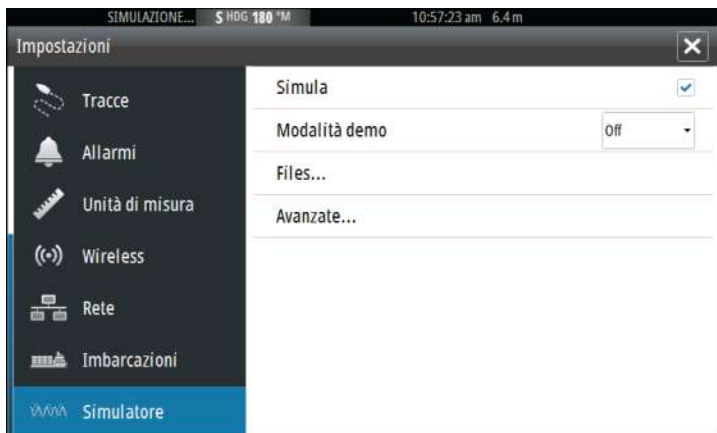 SIMULAZIONE... S HDG 180 °M 10:57:23 am 6.4 m
Impostazioni
Tracce
Allarmi
Unità di misura
Wireless
Rete
Imbarcazioni
Simulatore
Simula
Modalità demo Off
Files...
Avanzate...